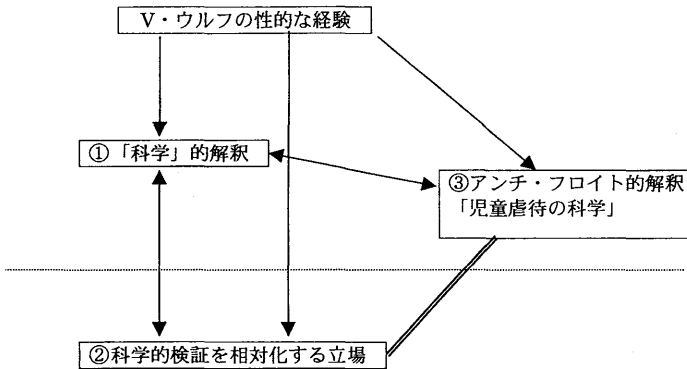 V・ウルフの性的な経験
①「科学」的解釈
③アンチ・フロイト的解釈
「児童虐待の科学」
②科学的検証を相対化する立場